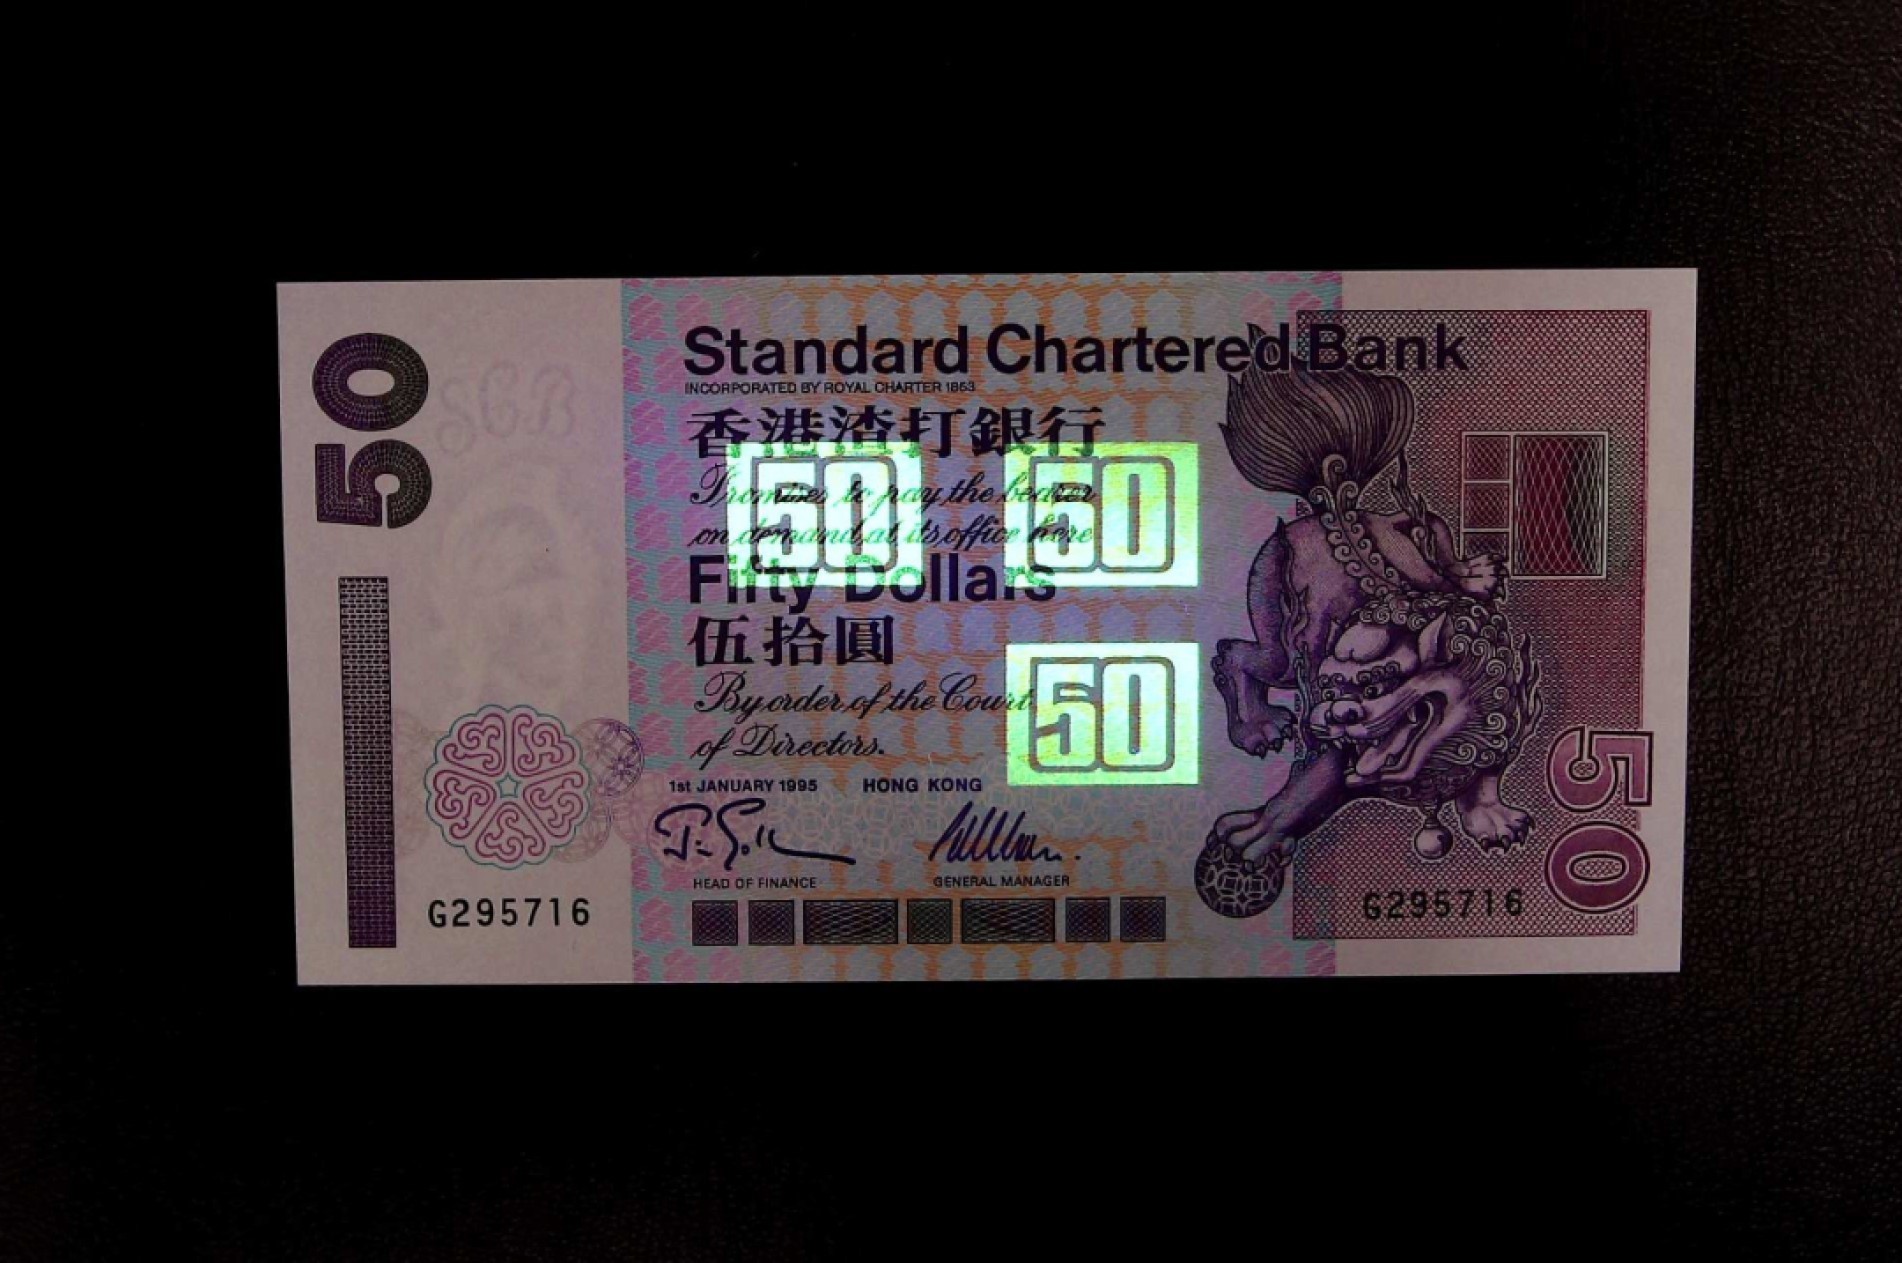 50
Standard Chartered Bank
INCORPORATED BY ROYAL CHARTER 1853
香港渣打銀行
Promises to pay the bearer
on demand at its office here
50 50
Fifty Dollars
伍拾圓
50
By order of the Court
of Directors.
1st JANUARY 1995 HONG KONG
HEAD OF FINANCE GENERAL MANAGER
G295716
G295716
50